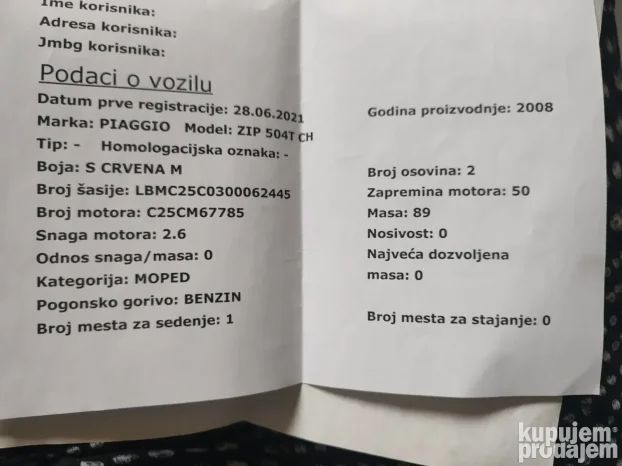 Ime korisnika:
Adresa korisnika:
Jmbg korisnika:
Podaci o vozilu
Datum prve registracije: 28.06.2021
Godina proizvodnje: 2008
Marka: PIAGGIO Model: ZIP 504T CH
Tip: - Homologacijska oznaka: -
Boja: S CRVENA M
Broj osovina: 2
Broj šasije: LBMC25C0300062445
Zapremina motora: 50
Broj motora: C25CM67785
Masa: 89
Snaga motora: 2.6
Nosivost: 0
Odnos snaga/masa: 0
Najveća dozvoljena
masa: 0
Kategorija: MOPED
Pogonsko gorivo: BENZIN
Broj mesta za sedenje: 1
Broj mesta za stajanje: 0
kupujem
prodajem